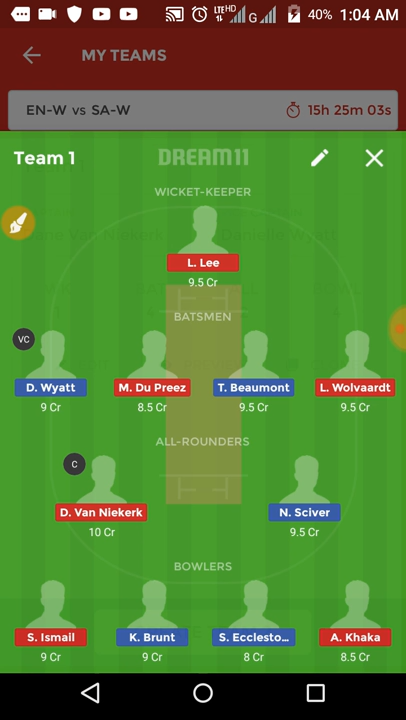 LTE HD G 40% 1:04 AM
MY TEAMS
EN-W vs SA-W 15h 25m 03s
Team 1 DREAM11
WICKET-KEEPER
L. Lee
9.5 Cr
BATSMEN
VC
D. Wyatt M. Du Preez T. Beaumont L. Wolvaardt
9 Cr 8.5 Cr 9.5 Cr 9.5 Cr
ALL-ROUNDERS
C
D. Van Niekerk N. Sciver
10 Cr 9.5 Cr
BOWLERS
S. Ismail K. Brunt S. Ecclesto... A. Khaka
9 Cr 9 Cr 8 Cr 8.5 Cr